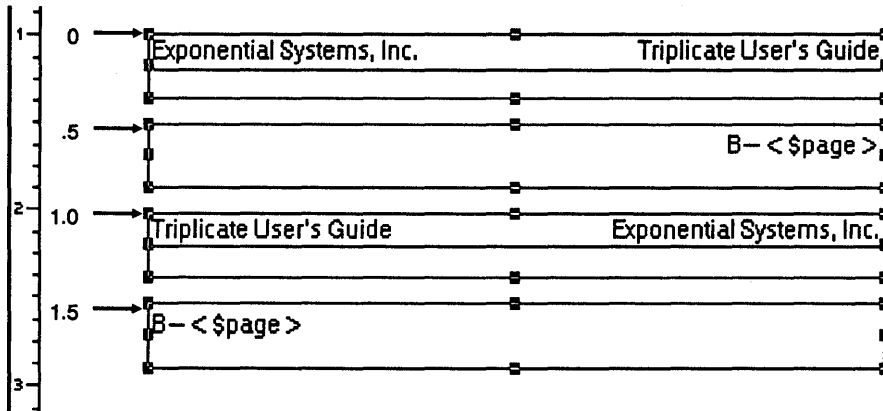 1 0
Exponential Systems, Inc. Triplicate User's Guide
.5
B– < $page >
2
1.0
Triplicate User's Guide Exponential Systems, Inc.
1.5
B– < $page >
3